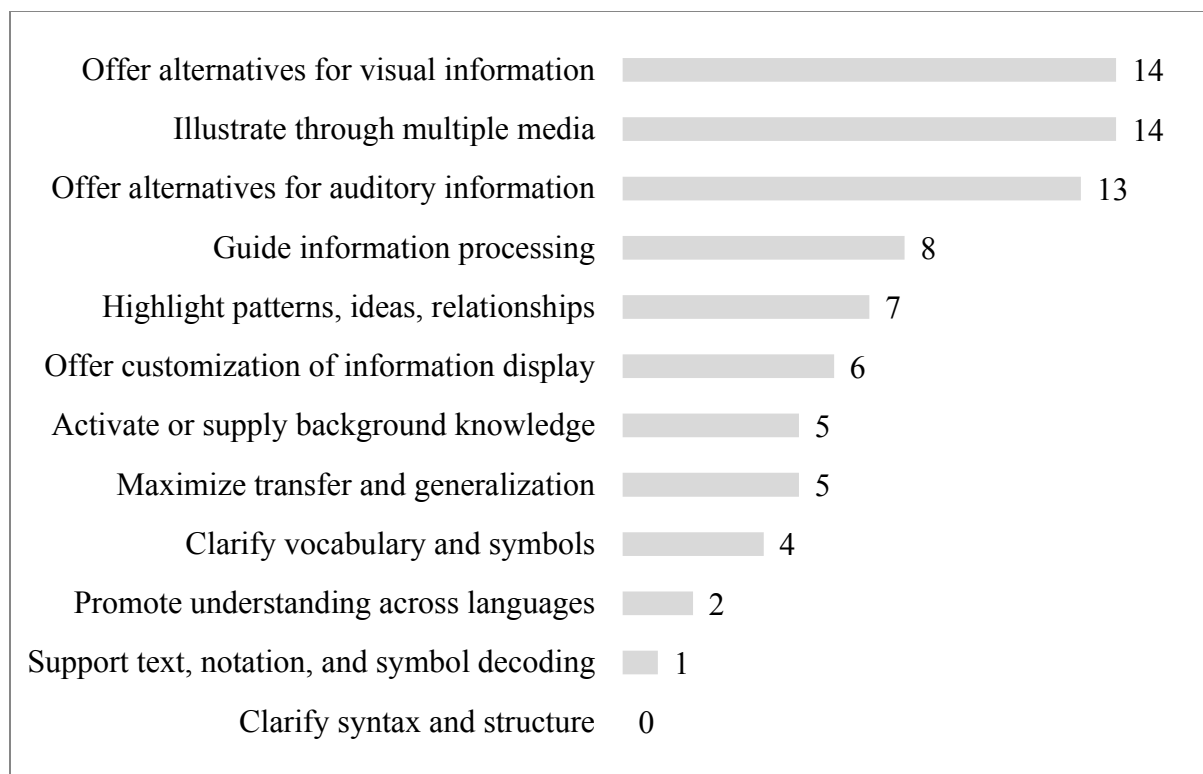 Offer alternatives for visual information 14
Illustrate through multiple media 14
Offer alternatives for auditory information 13
Guide information processing 8
Highlight patterns, ideas, relationships 7
Offer customization of information display 6
Activate or supply background knowledge 5
Maximize transfer and generalization 5
Clarify vocabulary and symbols 4
Promote understanding across languages 2
Support text, notation, and symbol decoding 1
Clarify syntax and structure 0